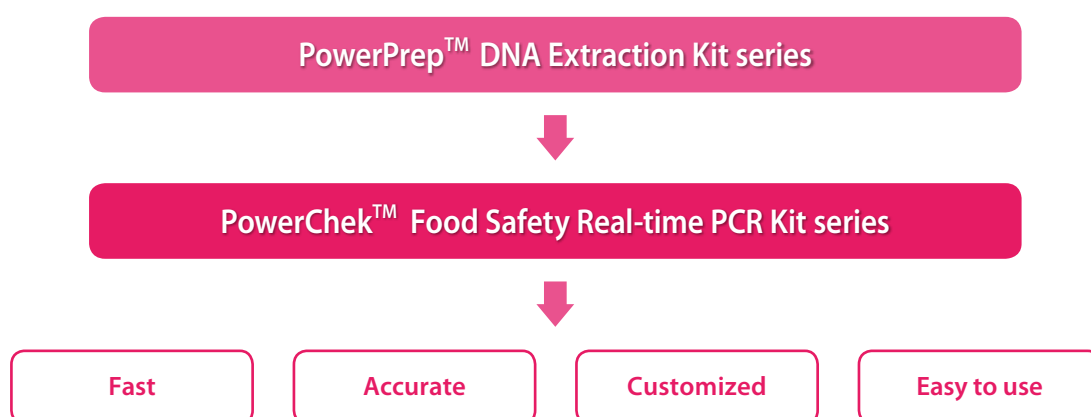 PowerPrep™ DNA Extraction Kit series
PowerChek™ Food Safety Real-time PCR Kit series
Fast
Accurate
Customized
Easy to use